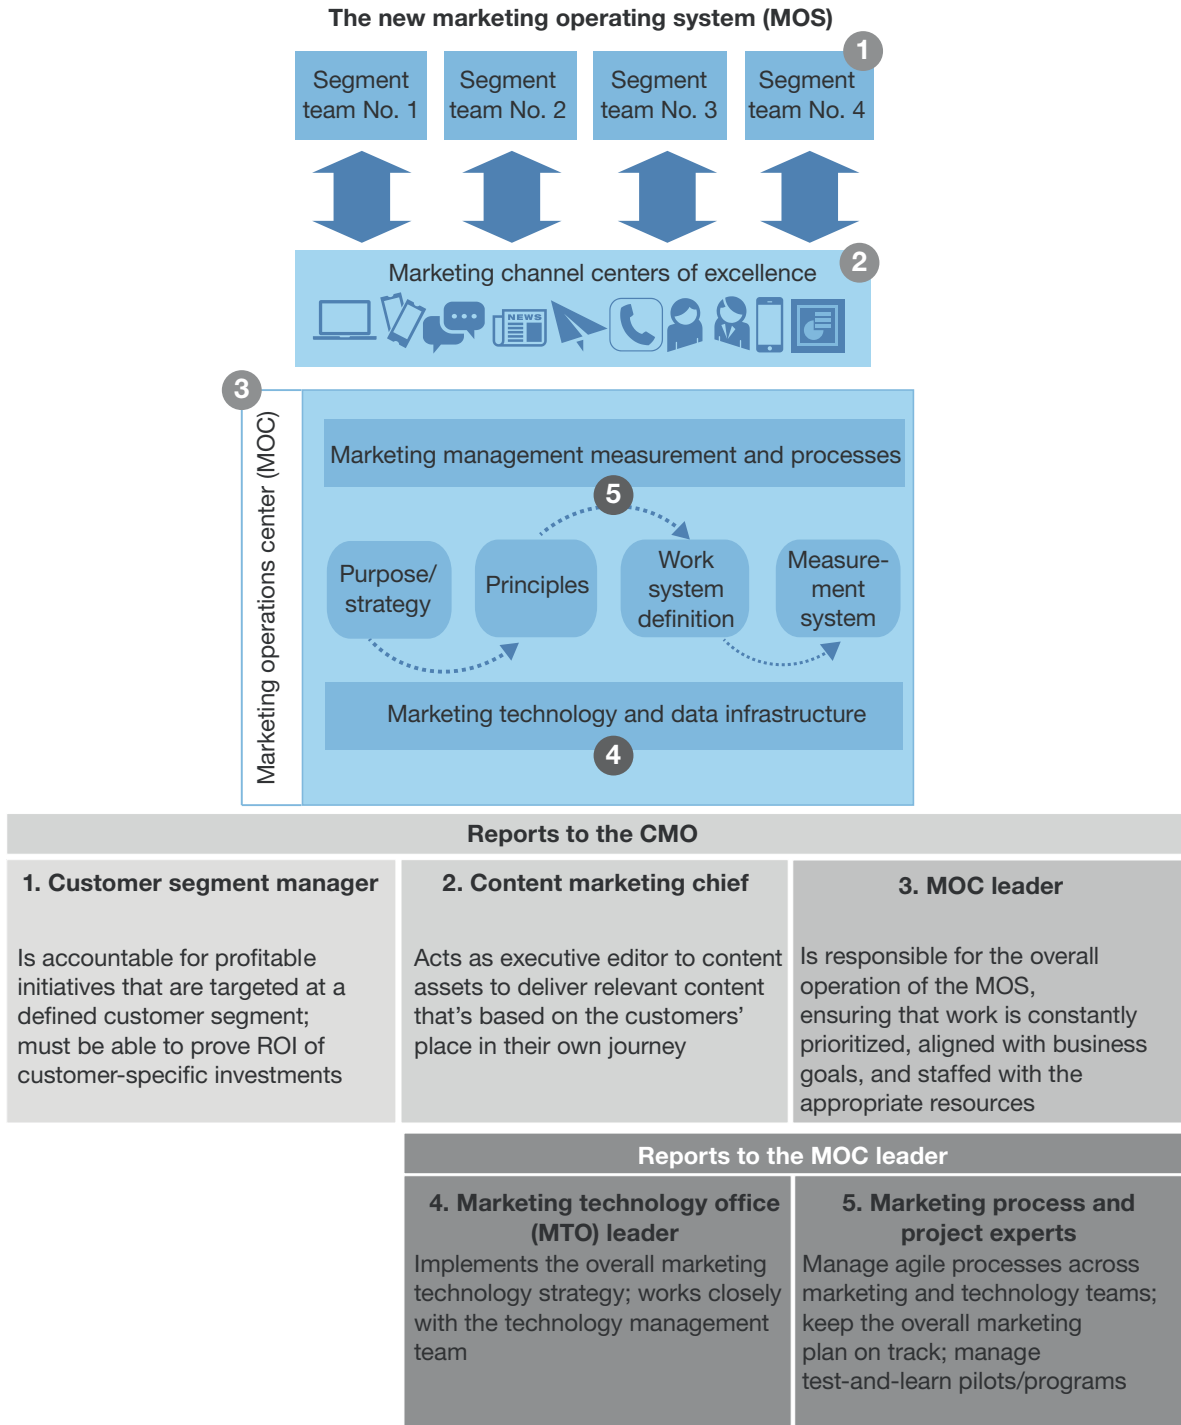 The new marketing operating system (MOS)
1
Segment
team No. 1
Segment
team No. 2
Segment
team No. 3
Segment
team No. 4
2
Marketing channel centers of excellence
NEWS
3
Marketing operations center (MOC)
Marketing management measurement and processes
5
Purpose/
strategy
Principles
Work
system
definition
Measure-
ment
system
Marketing technology and data infrastructure
4
Reports to the CMO
1. Customer segment manager
Is accountable for profitable
initiatives that are targeted at a
defined customer segment;
must be able to prove ROI of
customer-specific investments
2. Content marketing chief
Acts as executive editor to content
assets to deliver relevant content
that’s based on the customers’
place in their own journey
3. MOC leader
Is responsible for the overall
operation of the MOS,
ensuring that work is constantly
prioritized, aligned with business
goals, and staffed with the
appropriate resources
Reports to the MOC leader
4. Marketing technology office
(MTO) leader
Implements the overall marketing
technology strategy; works closely
with the technology management
team
5. Marketing process and
project experts
Manage agile processes across
marketing and technology teams;
keep the overall marketing
plan on track; manage
test-and-learn pilots/programs